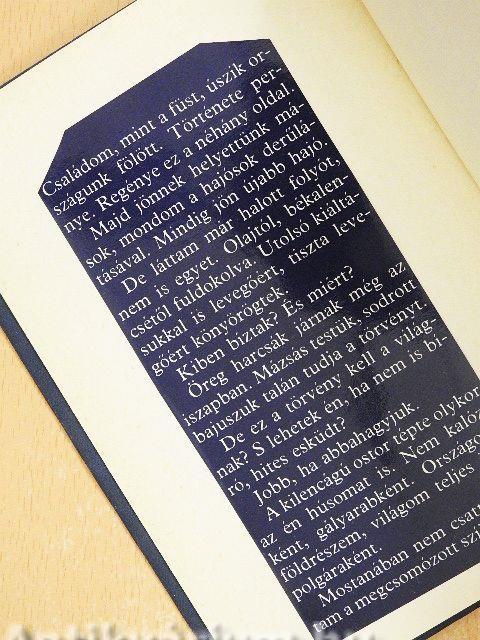 Családom, mint a füst, úszik or-
szágunk fölött. Története per-
nye. Regénye ez a néhány oldal.
Majd jönnek helyettünk má-
sok, mondom a hajósok derűlá-
tásával. Mindig jön újabb hajó.
De láttam már halott folyót,
nem is egyet. Olajtól, békalen-
csétől fuldokolva. Utolsó kiáltá-
sukkal is levegőért, tiszta leve-
gőért könyörögtek.
Kiben bíztak? És miért?
Öreg harcsák járnak még az
iszapban. Mázsás testük, sodrott
bajuszuk talán tudja a törvényt.
De ez a törvény kell a világ-
nak? S lehetek én, ha nem is bí-
ró, hites esküdt?
Jobb, ha abbahagyjuk.
A kilencágú ostor tépte olykor
az én húsomat is. Nem kalóz-
ként, gályarabként.
földrészem, világom teljes
polgáraként.
Mostanában nem
tam a megcsomózott